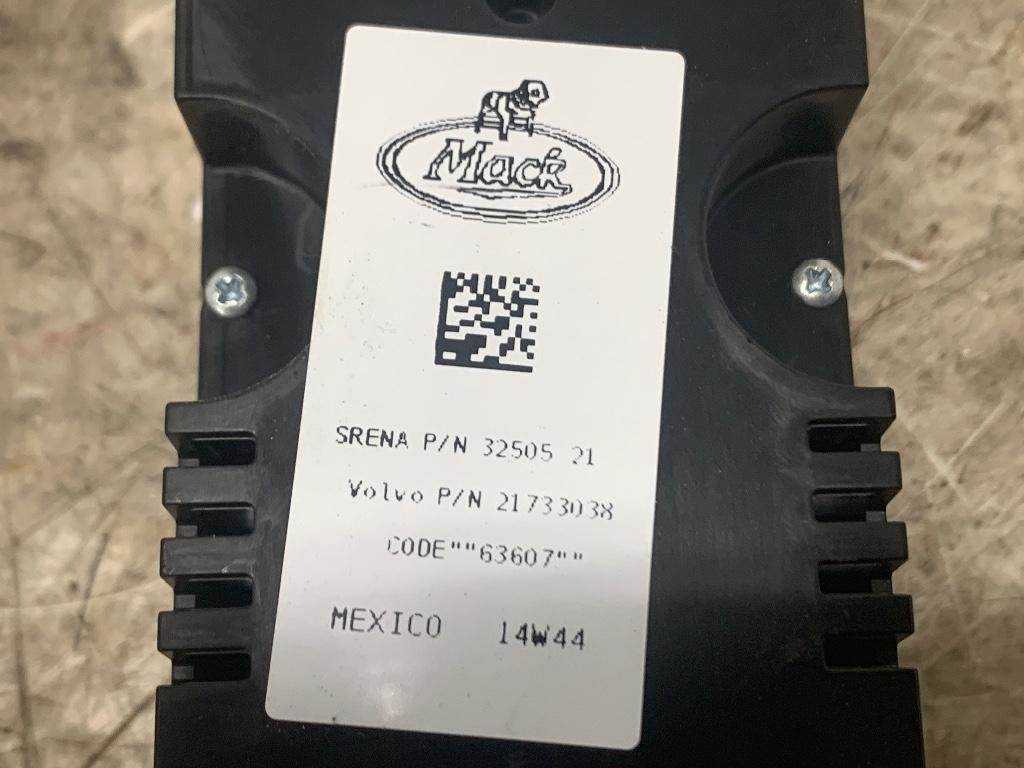 Mack
SRENA P/N 32505 21
Volvo P/N 21733038
CODE""63607""
MEXICO 14W44